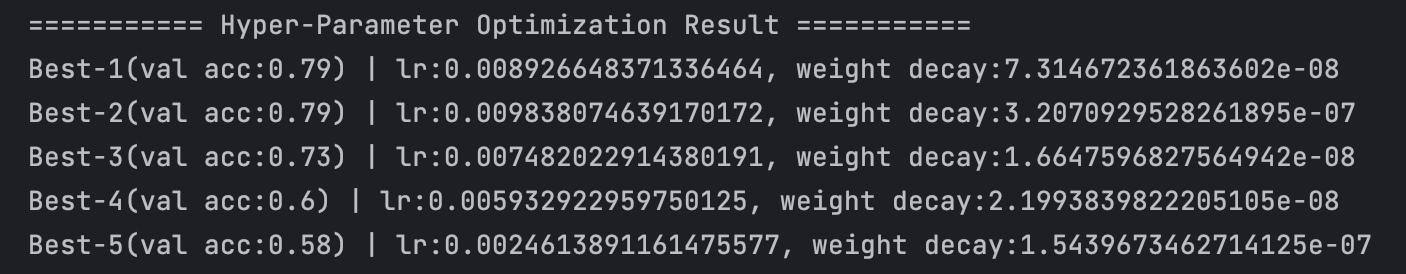 =========== Hyper-Parameter Optimization Result ===========
Best-1(val acc:0.79) | lr:0.008926648371336464, weight decay:7.314672361863602e-08
Best-2(val acc:0.79) | lr:0.009838074639170172, weight decay:3.2070929528261895e-07
Best-3(val acc:0.73) | lr:0.007482022914380191, weight decay:1.6647596827564942e-08
Best-4(val acc:0.6) | lr:0.005932922959750125, weight decay:2.1993839822205105e-08
Best-5(val acc:0.58) | lr:0.0024613891161475577, weight decay:1.5439673462714125e-07